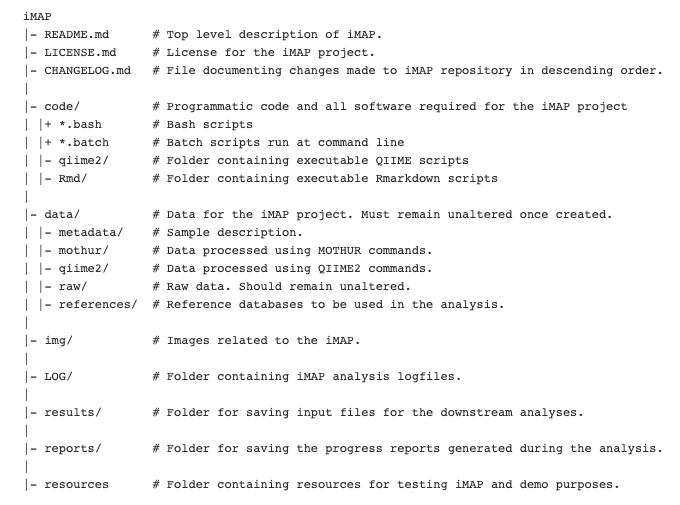 iMAP
|- README.md      # Top level description of iMAP.
|- LICENSE.md     # License for the iMAP project.
|- CHANGELOG.md   # File documenting changes made to iMAP repository in descending order.
|
|- code/          # Programmatic code and all software required for the iMAP project
| |+ *.bash       # Bash scripts
| |+ *.batch      # Batch scripts run at command line
| |- qiime2/      # Folder containing executable QIIME scripts
| |- Rmd/         # Folder containing executable Rmarkdown scripts
|
|- data/          # Data for the iMAP project. Must remain unaltered once created.
| |- metadata/    # Sample description.
| |- mothur/      # Data processed using MOTHUR commands.
| |- qiime2/      # Data processed using QIIME2 commands.
| |- raw/         # Raw data. Should remain unaltered.
| |- references/  # Reference databases to be used in the analysis.
|
|- img/           # Images related to the iMAP.
|
|- LOG/           # Folder containing iMAP analysis logfiles.
|
|- results/       # Folder for saving input files for the downstream analyses.
|
|- reports/       # Folder for saving the progress reports generated during the analysis.
|
|- resources      # Folder containing resources for testing iMAP and demo purposes.